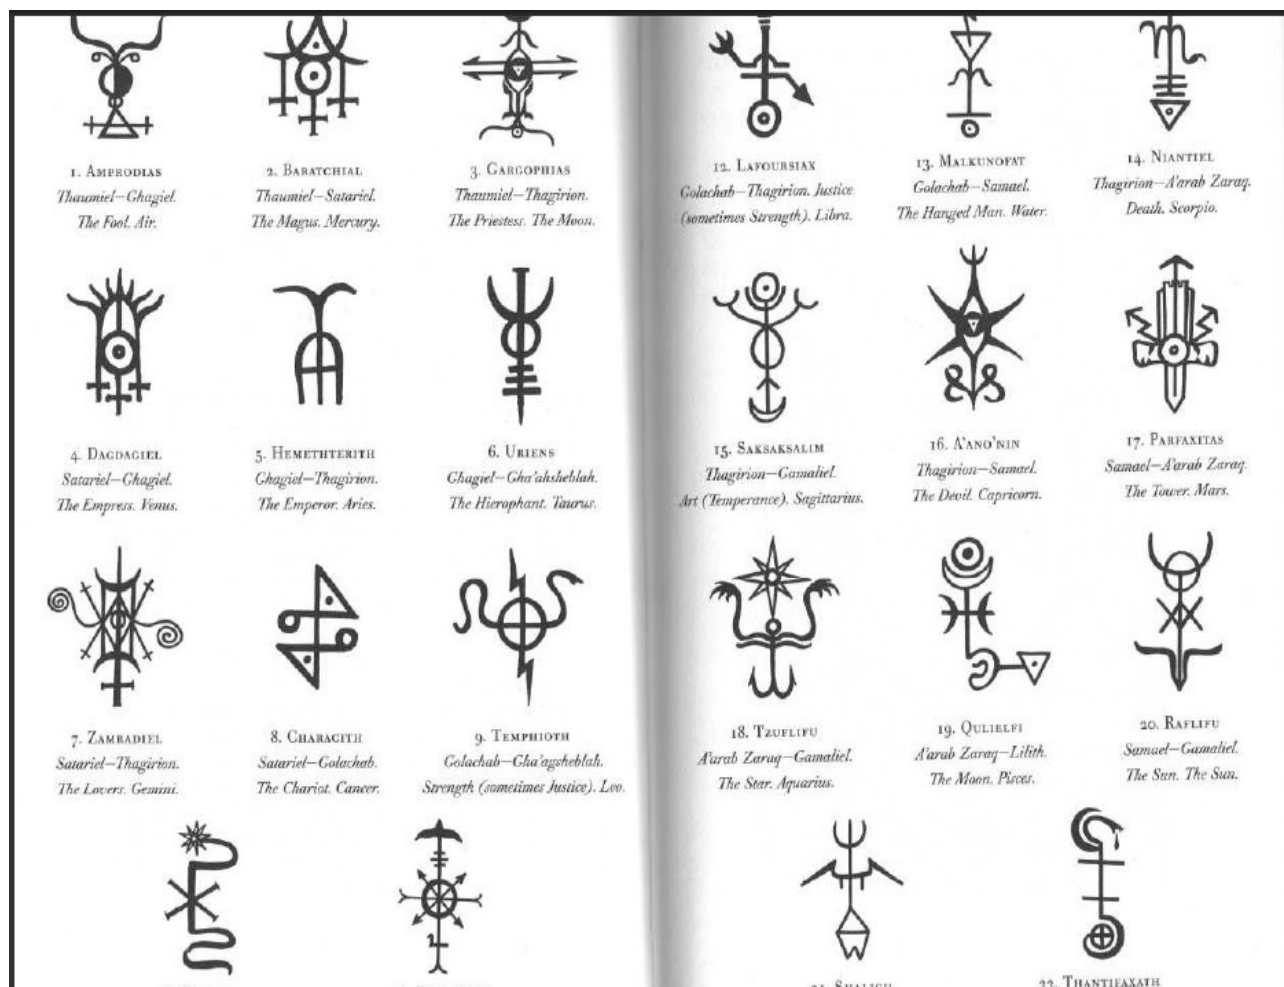 1. AMPRODIAS
Thaumiel—Ghagiel.
The Fool. Air.
2. BARATCHIAL
Thaumiel—Satariel.
The Magus. Mercury.
3. GARGOPHIAS
Thaumiel—Thagirion.
The Priestess. The Moon.
4. DAGDAGIEL
Satariel—Ghagiel.
The Empress. Venus.
5. HEMETHTERITH
Ghagiel—Thagirion.
The Emperor. Aries.
6. URIENS
Ghagiel—Gha'ahsheblah.
The Hierophant. Taurus.
7. ZAMRADIEL
Satariel—Thagirion.
The Lovers. Gemini.
8. CHARACITH
Satariel—Golachab.
The Chariot. Cancer.
9. TEMPHIOTH
Golachab—Gha'agsheblah.
Strength (sometimes Justice). Leo.
12. LAFOURSIAX
Golachab—Thagirion. Justice
(sometimes Strength). Libra.
13. MALKUNOFAT
Golachab—Samael.
The Hanged Man. Water.
14. NIANTIEL
Thagirion—A'arab Zaraq.
Death. Scorpio.
15. SAKSAKSALIM
Thagirion—Gamaliel.
Art (Temperance). Sagittarius.
16. A'ANO'NIN
Thagirion—Samael.
The Devil. Capricorn.
17. PARFAXITAS
Samael—A'arab Zaraq.
The Tower. Mars.
18. TZUFLIFU
A'arab Zaraq—Gamaliel.
The Star. Aquarius.
19. QULIELFI
A'arab Zaraq—Lilith.
The Moon. Pisces.
20. RAFLIFU
Samael—Gamaliel.
The Sun. The Sun.
22. THANTIFAXATH